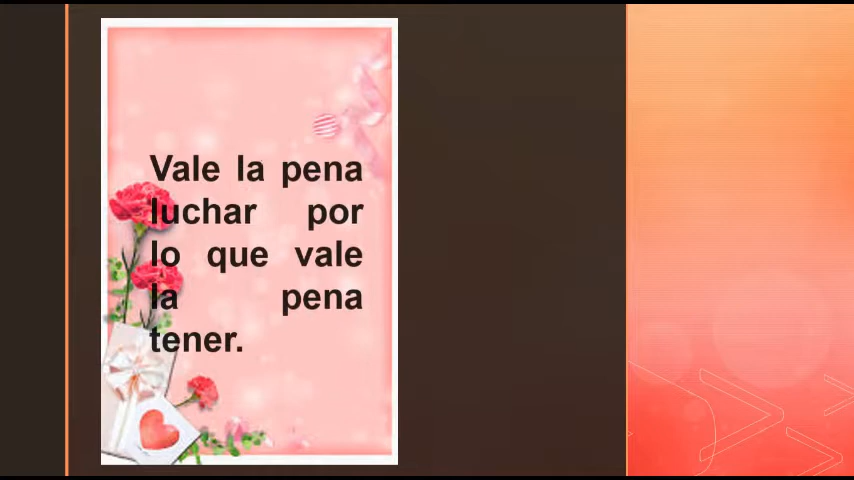 Vale la pena
luchar por
lo que vale
la pena
tener.